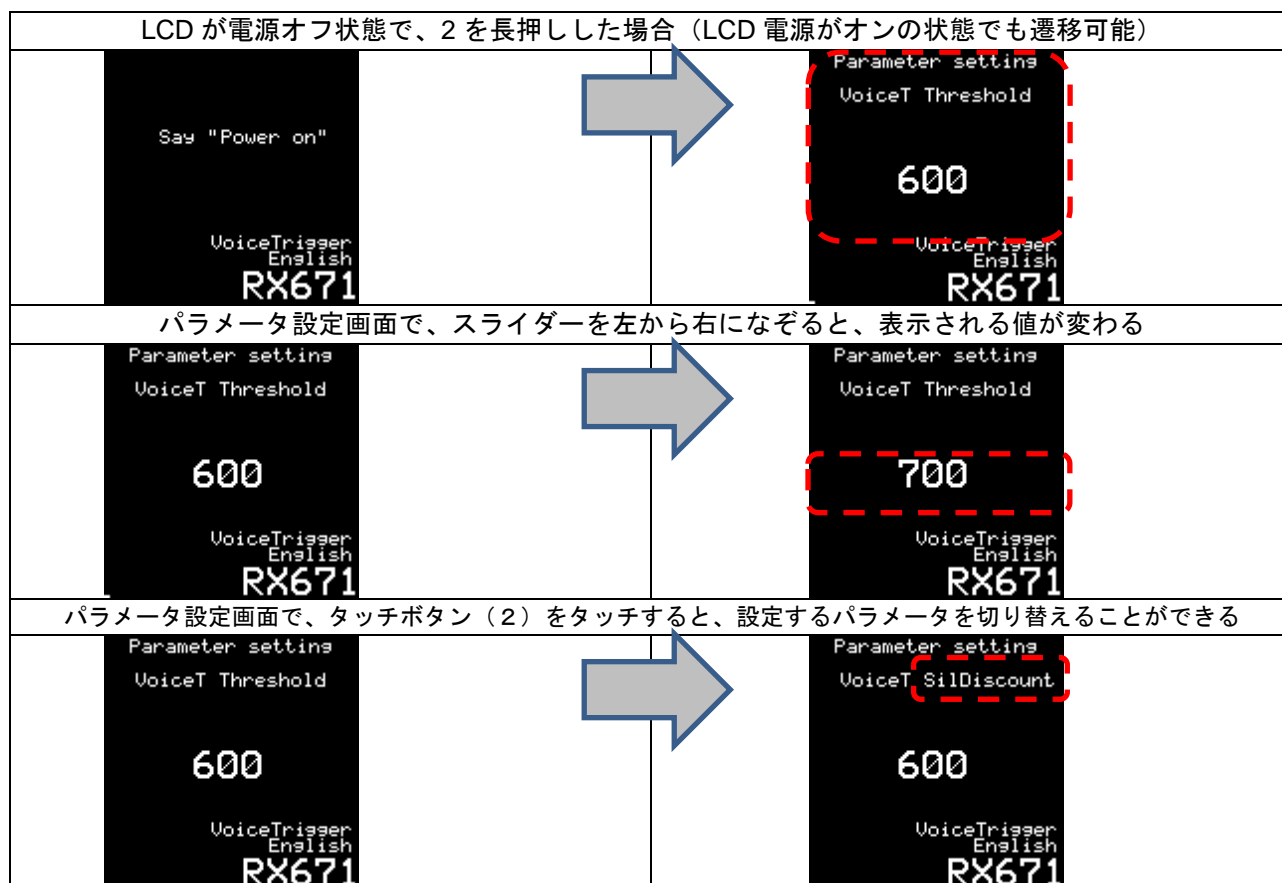 LCD が電源オフ状態で、2 を長押しした場合（LCD 電源がオンの状態でも遷移可能）
Say "Power on"
VoiceTrigger
English
RX671
Parameter setting
VoiceT Threshold
600
VoiceTrigger
English
RX671
パラメータ設定画面で、スライダーを左から右になぞると、表示される値が変わる
Parameter setting
VoiceT Threshold
600
VoiceTrigger
English
RX671
Parameter setting
VoiceT Threshold
700
VoiceTrigger
English
RX671
パラメータ設定画面で、タッチボタン（２）をタッチすると、設定するパラメータを切り替えることができる
Parameter setting
VoiceT Threshold
600
VoiceTrigger
English
RX671
Parameter setting
VoiceT SilDiscount
600
VoiceTrigger
English
RX671